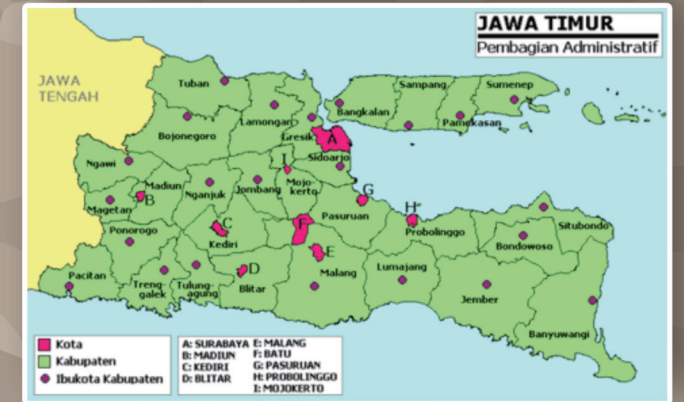 JAWA TIMUR
Pembagian Administratif
JAWA
TENGAH
Tuban
Sampang
Sumenep
Bangkalan
Lamongan
Pamekasan
Bojonegoro
Gresik
A
Sidoarjo
Ngawi
I
Madiun
Nganjuk
Jombang
Mojo-
kerto
G
B
Magetan
Pasuruan
H
Ponorogo
C
Kediri
F
Probolinggo
Situbondo
Bondowoso
E
Pacitan
Treng-
galek
Tulung-
agung
D
Blitar
Malang
Lumajang
Jember
Banyuwangi
Kota
Kabupaten
Ibukota Kabupaten
A: SURABAYA E: MALANG
B: MADIUN F: BATU
C: KEDIRI G: PASURUAN
D: BLITAR H: PROBOLINGGO
I: MOJOKERTO